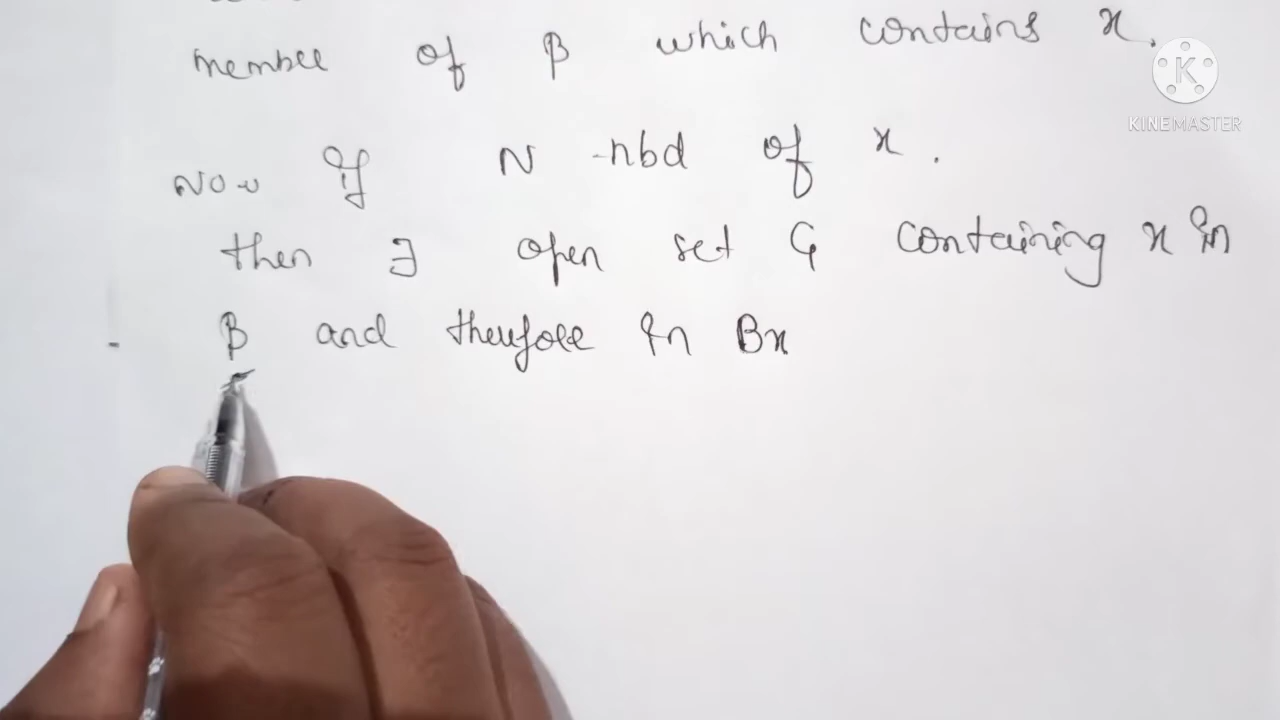 member of β which contains x.
K
KINEMASTER
Now If N - nbd of x.
then ∃ open set G containing x in
β and therefore in Bx